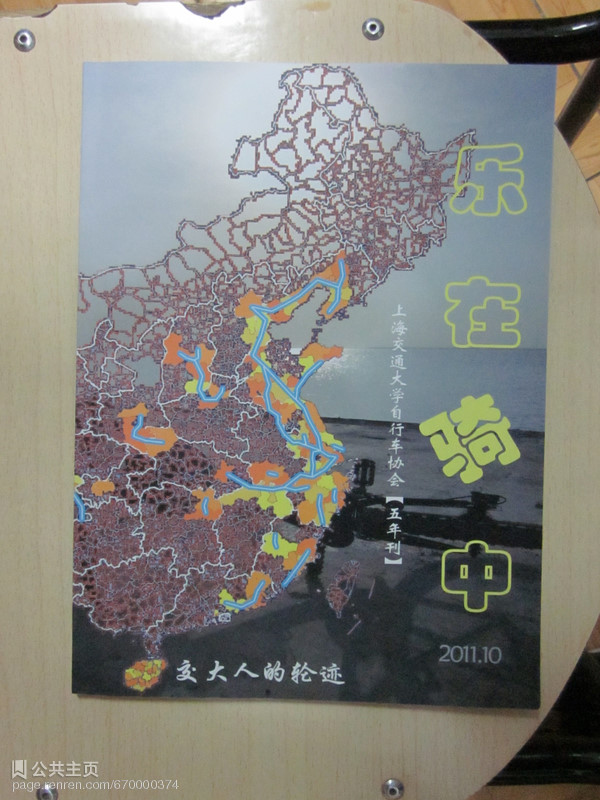 乐在骑中
上海交通大学自行车协会【五年刊】
2011.10
交大人的轮迹
公共主页
page.renren.com/670000374